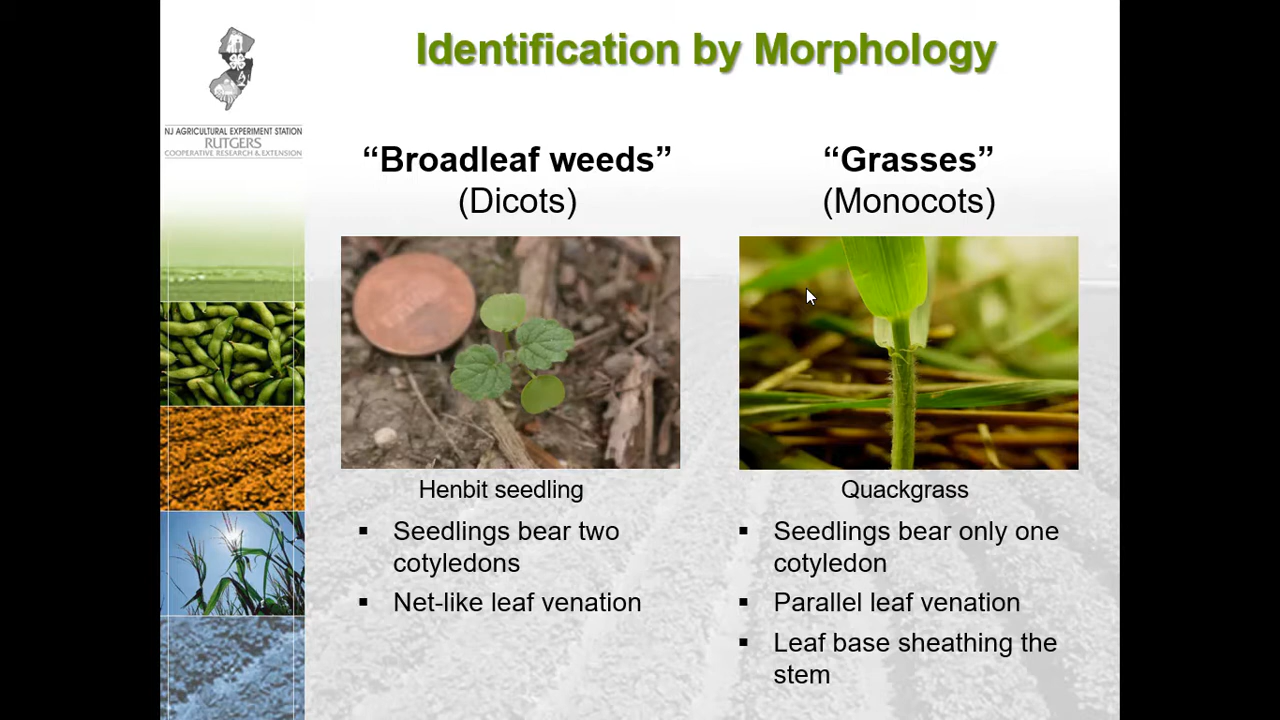 Identification by Morphology
NJ AGRICULTURAL EXPERIMENT STATION
RUTGERS
COOPERATIVE RESEARCH & EXTENSION
“Broadleaf weeds”
(Dicots)
Henbit seedling
▪ Seedlings bear two
cotyledons
▪ Net-like leaf venation
“Grasses”
(Monocots)
Quackgrass
▪ Seedlings bear only one
cotyledon
▪ Parallel leaf venation
▪ Leaf base sheathing the
stem